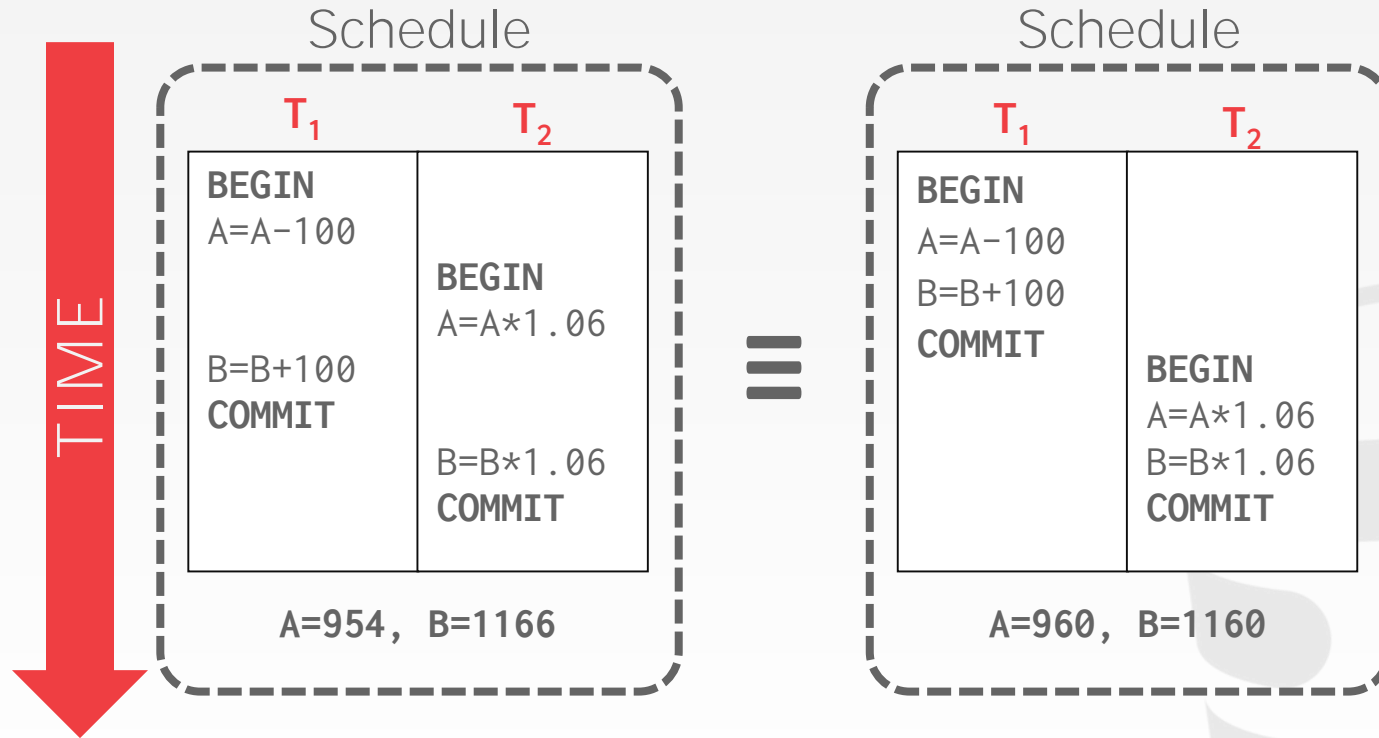 Schedule
T1 T2
BEGIN
A=A-100
BEGIN
A=A*1.06
B=B+100
COMMIT
B=B*1.06
COMMIT
A=954, B=1166
TIME
≡
Schedule
T1 T2
BEGIN
A=A-100
B=B+100
COMMIT
BEGIN
A=A*1.06
B=B*1.06
COMMIT
A=960, B=1160